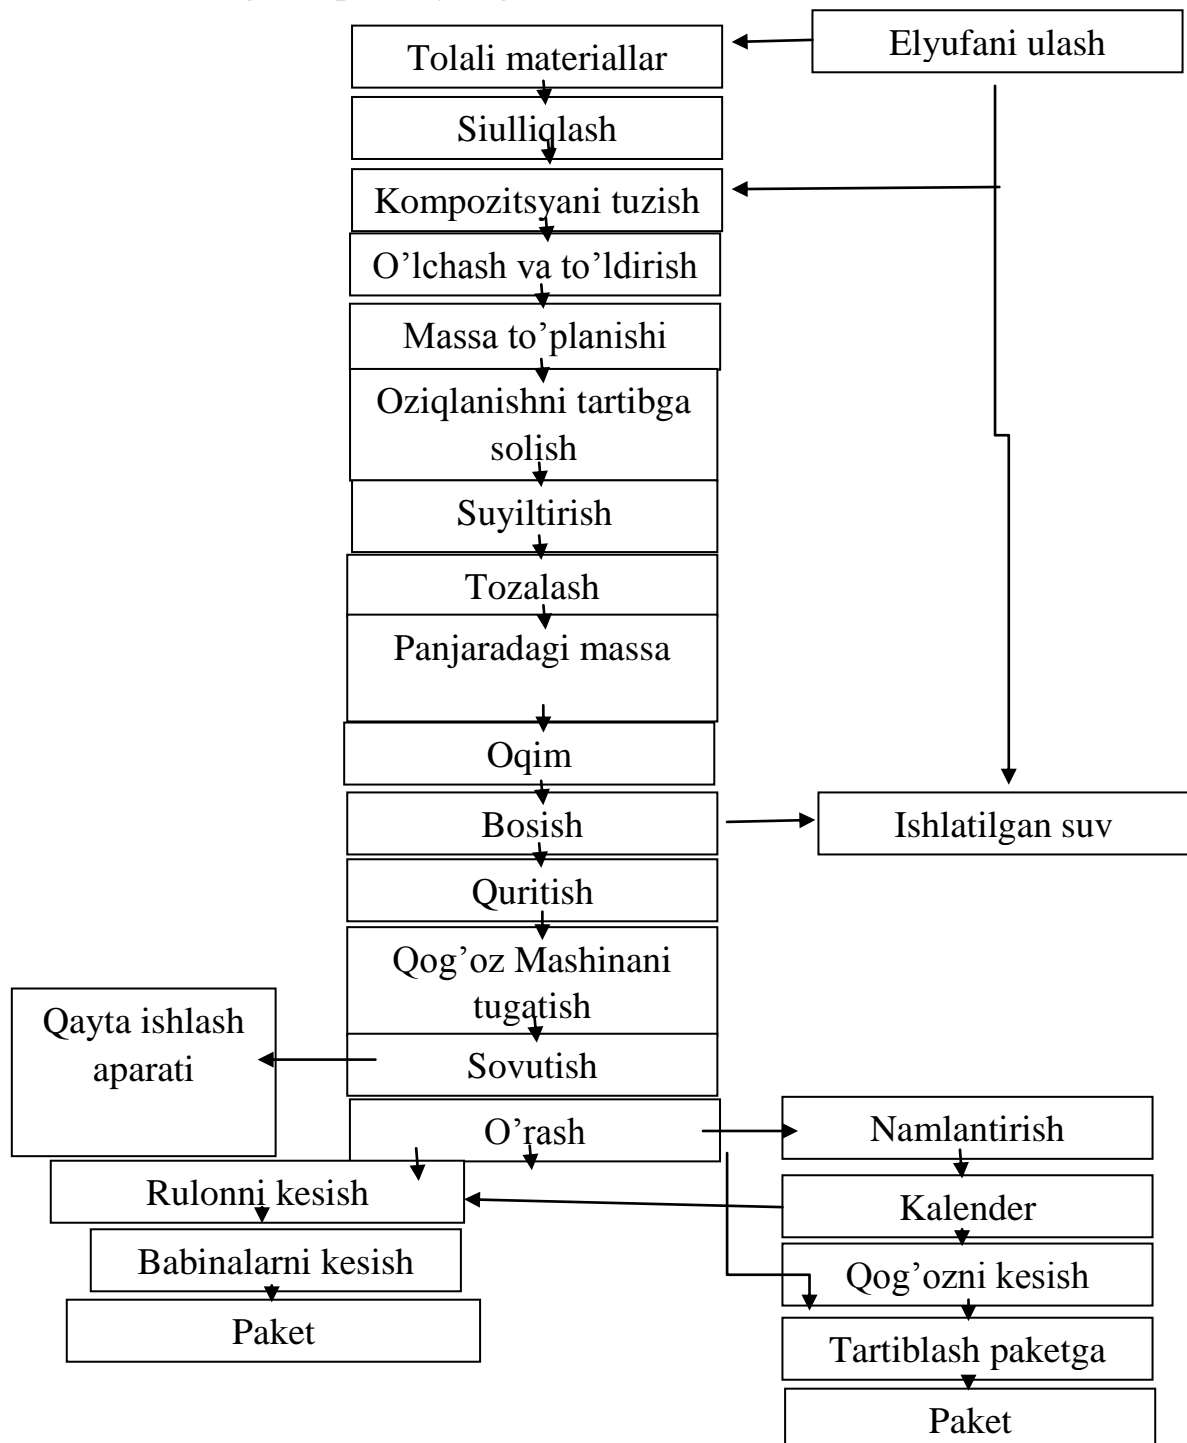 Tolali materiallar
Elyufani ulash
Siulliqlash
Kompozitsyani tuzish
O’lchash va to’ldirish
Massa to’planishi
Oziqlanishni tartibga
solish
Suyiltirish
Tozalash
Panjaradagi massa
Oqim
Bosish
Ishlatilgan suv
Quritish
Qog’oz Mashinani
tugatish
Qayta ishlash
aparati
Sovutish
O’rash
Namlantirish
Rulonni kesish
Kalender
Babinalarni kesish
Qog’ozni kesish
Paket
Tartiblash paketga
Paket